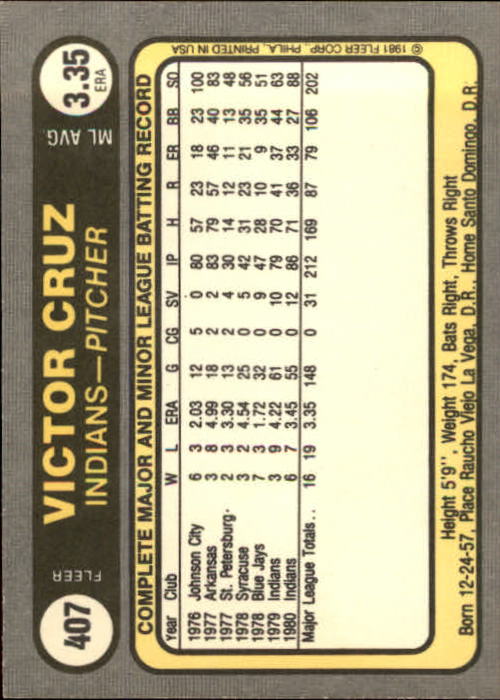 407
FLEER
VICTOR CRUZ
INDIANS—PITCHER
ML AVG.
3.35
ERA
COMPLETE MAJOR AND MINOR LEAGUE BATTING RECORD
Year Club W L ERA G CG SV IP H R ER BB SO
1976 Johnson City 6 3 2.03 12 5 0 80 57 23 18 23 100
1977 Arkansas 3 8 4.99 18 2 2 83 79 57 46 40 83
1977 St. Petersburg. 2 3 3.30 13 2 4 30 14 12 11 13 48
1978 Syracuse 3 2 4.54 25 0 5 42 31 23 21 35 56
1978 Blue Jays 7 3 1.72 32 0 9 47 28 10 9 35 51
1979 Indians 3 9 4.22 61 0 10 79 70 41 37 44 63
1980 Indians 6 7 3.45 55 0 12 86 71 36 33 27 88
Major League Totals.. 16 19 3.35 148 0 31 212 169 87 79 106 202
Height 5'9", Weight 174, Bats Right, Throws Right
Born 12-24-57, Place Raucho Viejo La Vega, D.R., Home Santo Domingo, D.R.
© 1981 FLEER CORP., PHILA., PRINTED IN USA